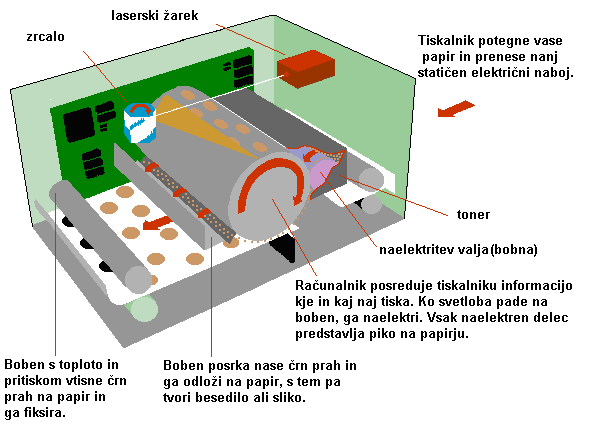 laserski žarek
zrcalo
Tiskalnik potegne vase
papir in prenese nanj
statičen električni naboj.
toner
naelektritev valja(bobna)
Računalnik posreduje tiskalniku informacijo
kje in kaj naj tiska. Ko svetloba pade na
boben, ga naelektri. Vsak naelektren delec
predstavlja piko na papirju.
Boben s toploto in
pritiskom vtisne črn
prah na papir in
ga fiksira.
Boben posrka nase črn prah in
ga odloži na papir, s tem pa
tvori besedilo ali sliko.